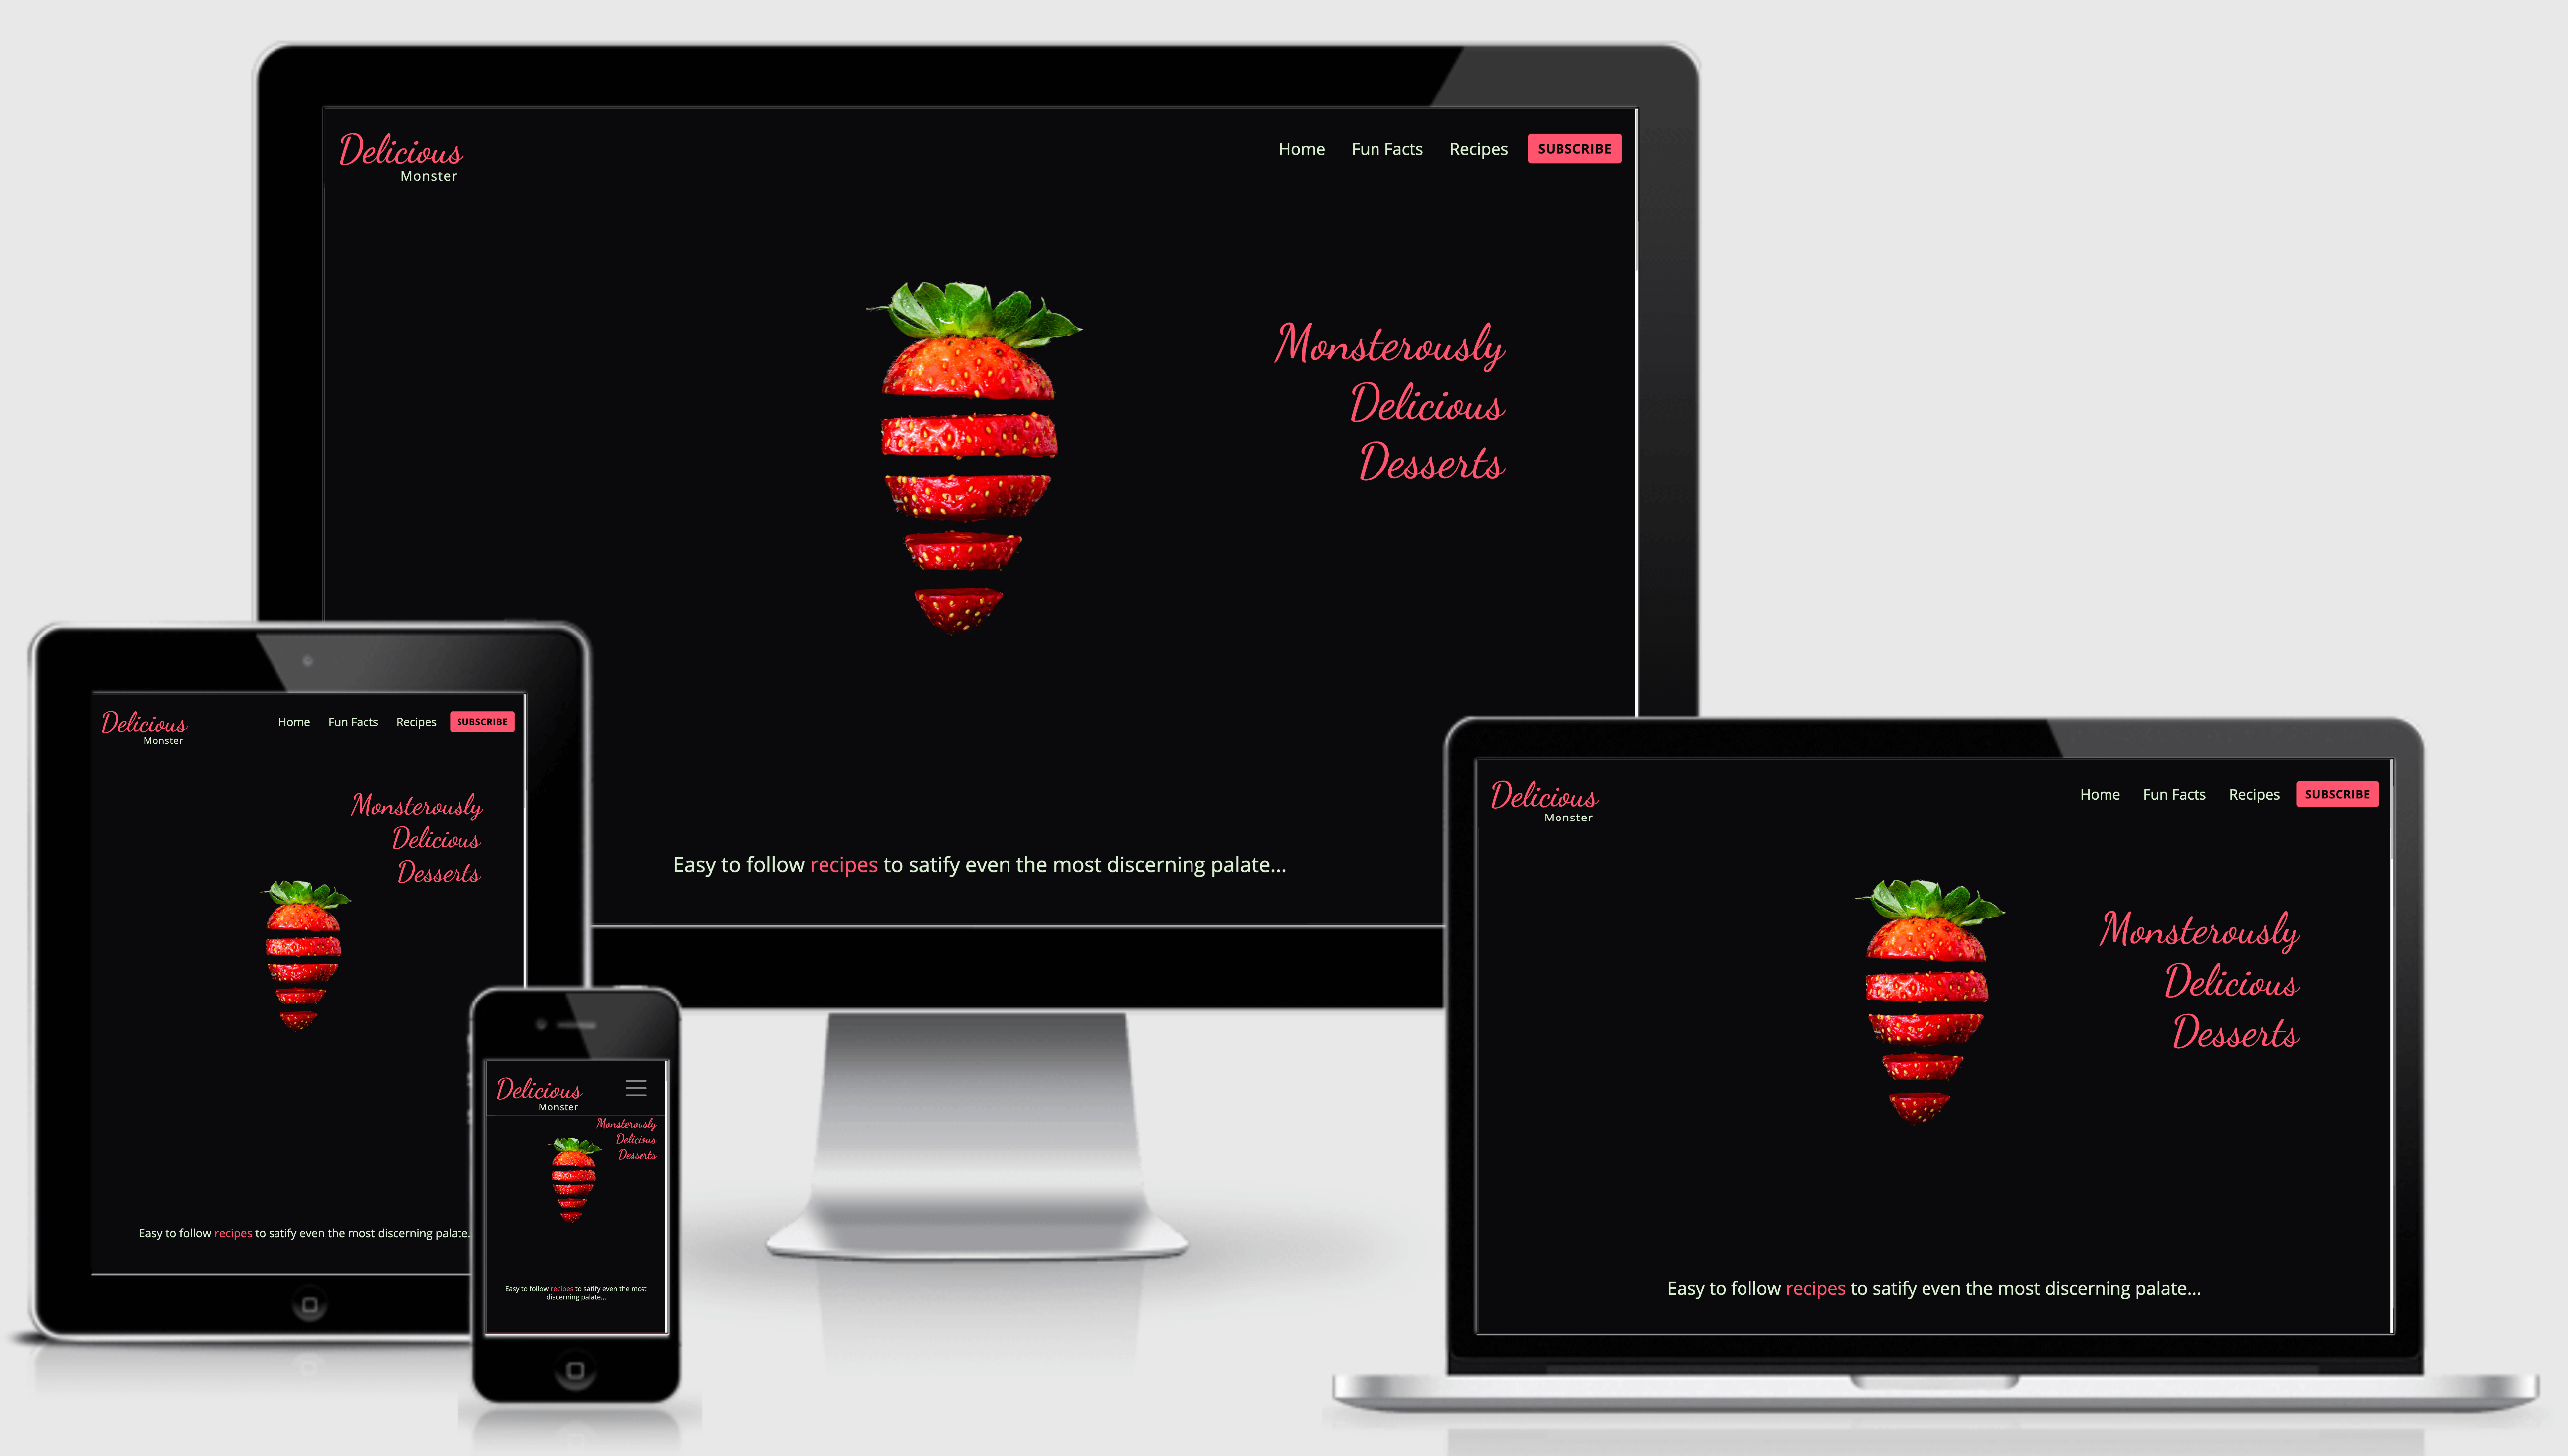 Delicious
Monster
Home Fun Facts Recipes SUBSCRIBE
Monsterously
Delicious
Desserts
Easy to follow recipes to satify even the most discerning palate...
Delicious
Monster
Home Fun Facts Recipes SUBSCRIBE
Monsterously
Delicious
Desserts
Easy to follow recipes to satify even the most discerning palate.
Delicious
Monster
Monsterously
Delicious
Desserts
Easy to follow recipes to satify even the most
discerning palate...
Delicious
Monster
Home Fun Facts Recipes SUBSCRIBE
Monsterously
Delicious
Desserts
Easy to follow recipes to satify even the most discerning palate...